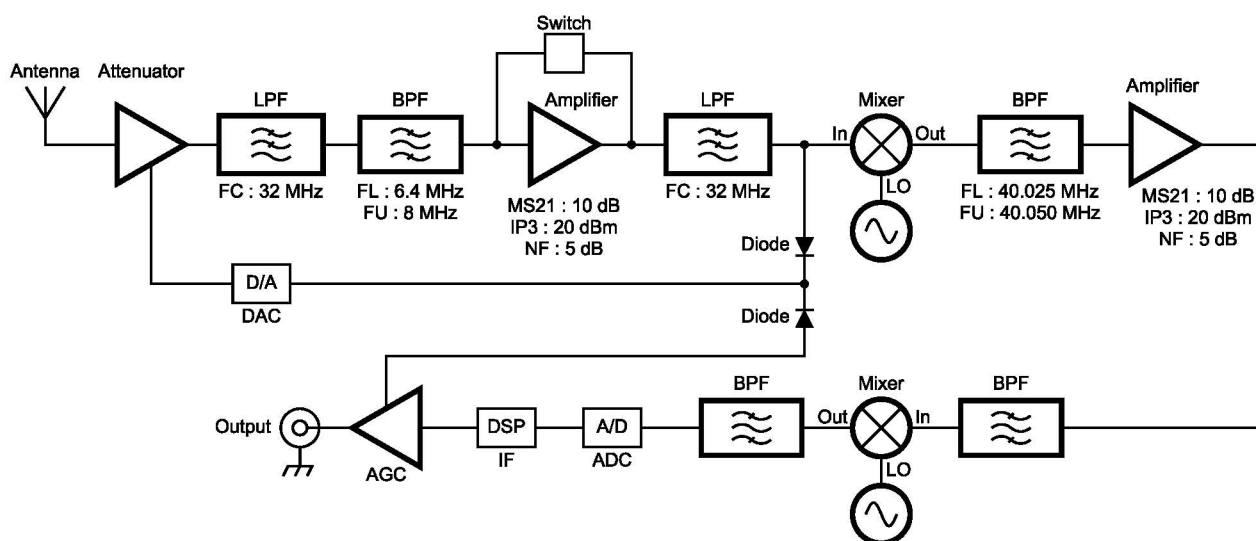 Switch
Antenna
Attenuator
LPF
BPF
Amplifier
LPF
Mixer
BPF
Amplifier
In
Out
LO
FC : 32 MHz
FL : 6.4 MHz
FU : 8 MHz
MS21 : 10 dB
IP3 : 20 dBm
NF : 5 dB
FC : 32 MHz
FL : 40.025 MHz
FU : 40.050 MHz
MS21 : 10 dB
IP3 : 20 dBm
NF : 5 dB
Diode
D/A
DAC
Diode
BPF
Mixer
BPF
Output
AGC
DSP
IF
A/D
ADC
Out
In
LO